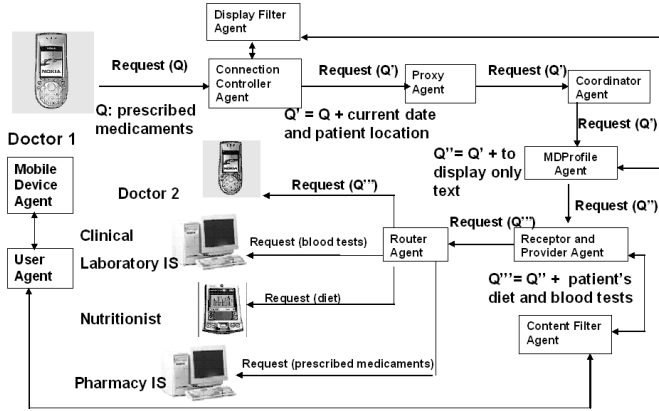 Display Filter
Agent
NOKIA
Request (Q)
Connection
Controller
Agent
Request (Q')
Proxy
Agent
Request (Q')
Coordinator
Agent
Q: prescribed
medicaments
Q' = Q + current date
and patient location
Request (Q')
Doctor 1
Mobile
Device
Agent
Q''= Q' + to
display only
text
MDProfile
Agent
Doctor 2
Request (Q''')
Request (Q'')
Clinical
Laboratory IS
Request (blood tests)
Router
Agent
Request (Q''')
Receptor and
Provider Agent
User
Agent
Q'''= Q'' + patient's
diet and blood tests
Request (diet)
Nutritionist
Content Filter
Agent
Request (prescribed medicaments)
Pharmacy IS